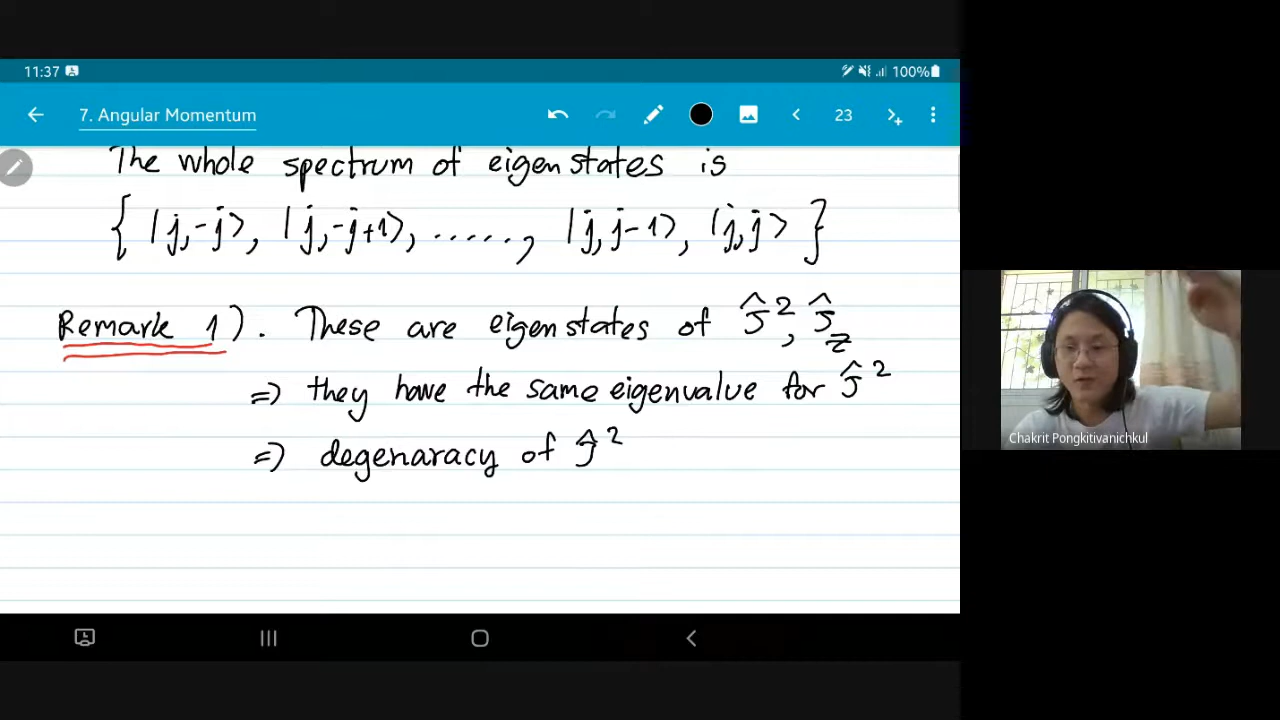 11:37
100%
7. Angular Momentum
23
The whole spectrum of eigenstates is
{ |j,-j⟩, |j,-j+1⟩, ....., |j,j-1⟩, |j,j⟩ }
Remark 1). These are eigenstates of Ĵ², Ĵz
⇒ they have the same eigenvalue for Ĵ²
⇒ degenaracy of Ĵ²
Chakrit Pongkitivanichkul